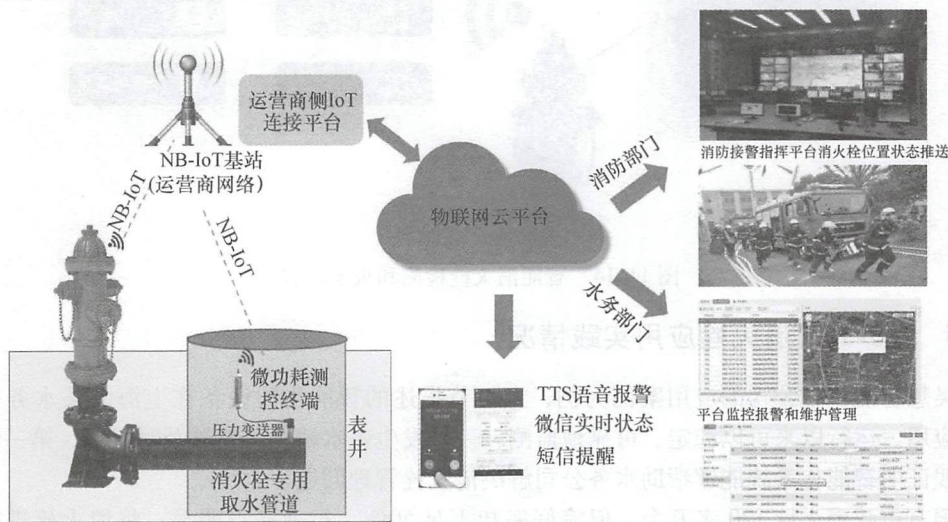 运营商侧IoT
连接平台
NB-IoT基站
(运营商网络)
NB-IoT
NB-IoT
物联网云平台
消防部门
水务部门
消防接警指挥平台消火栓位置状态推送
微功耗测
控终端
压力变送器
表
井
消火栓专用
取水管道
TTS语音报警
微信实时状态
短信提醒
平台监控报警和维护管理